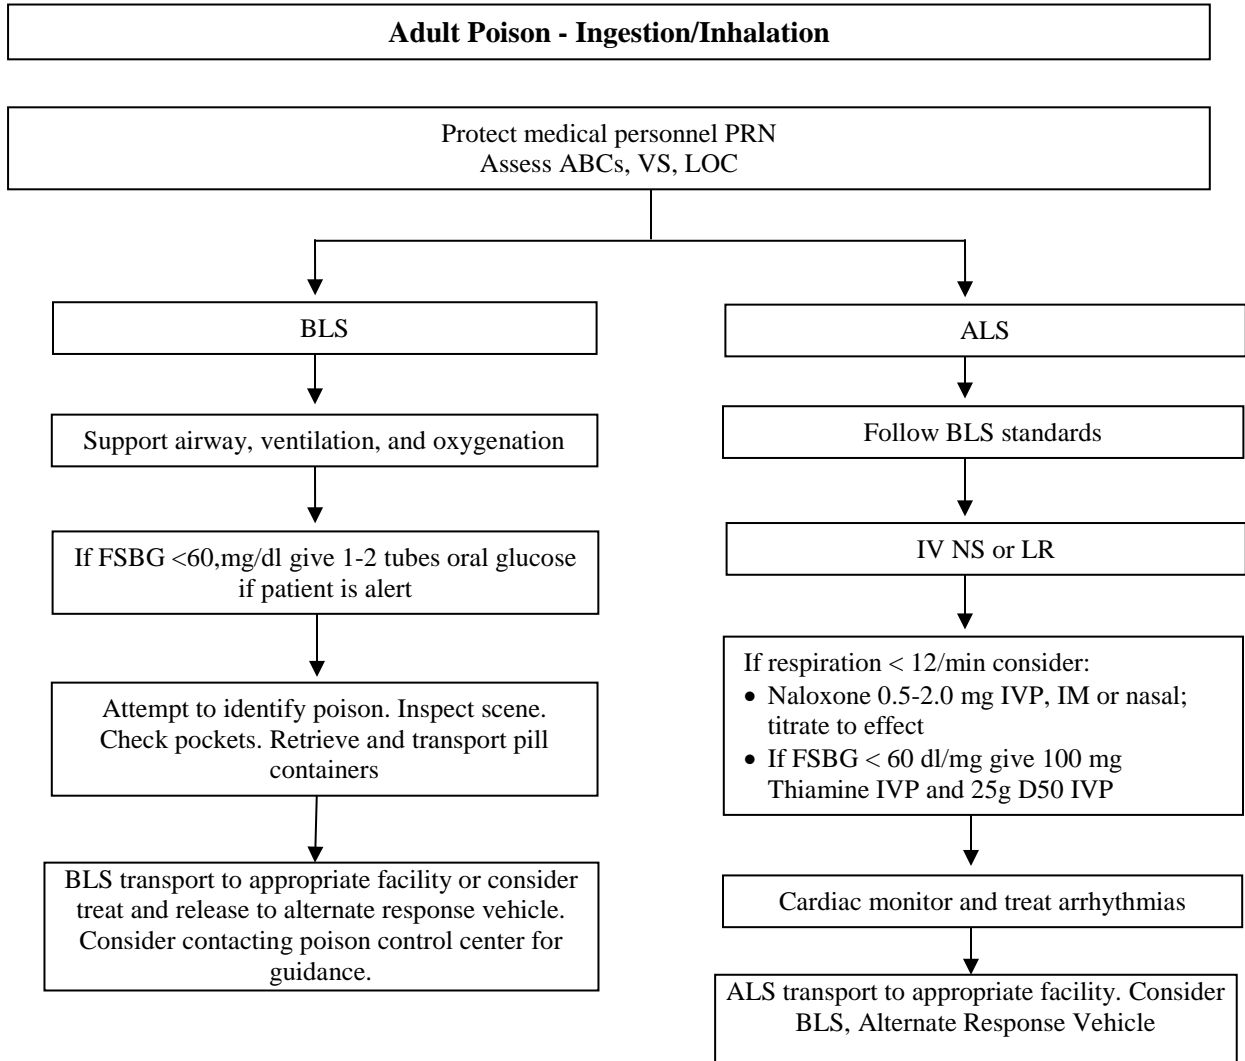 Adult Poison - Ingestion/Inhalation
Protect medical personnel PRN
Assess ABCs, VS, LOC
BLS
Support airway, ventilation, and oxygenation
If FSBG <60,mg/dl give 1-2 tubes oral glucose
if patient is alert
Attempt to identify poison. Inspect scene.
Check pockets. Retrieve and transport pill
containers
BLS transport to appropriate facility or consider
treat and release to alternate response vehicle.
Consider contacting poison control center for
guidance.
ALS
Follow BLS standards
IV NS or LR
If respiration < 12/min consider:
• Naloxone 0.5-2.0 mg IVP, IM or nasal;
titrate to effect
• If FSBG < 60 dl/mg give 100 mg
Thiamine IVP and 25g D50 IVP
Cardiac monitor and treat arrhythmias
ALS transport to appropriate facility. Consider
BLS, Alternate Response Vehicle